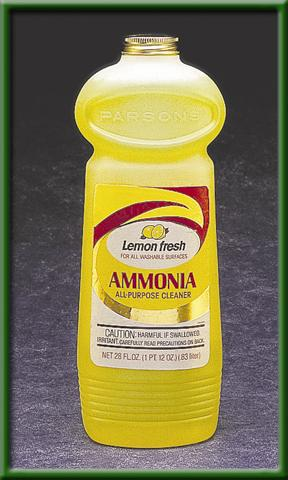 PARSONS
Lemon fresh
FOR ALL WASHABLE SURFACES
AMMONIA
ALL-PURPOSE CLEANER
CAUTION: HARMFUL IF SWALLOWED.
IRRITANT. CAREFULLY READ PRECAUTIONS ON BACK.
NET 28 FL. OZ. (1 PT. 12 OZ.) (.83 liter)